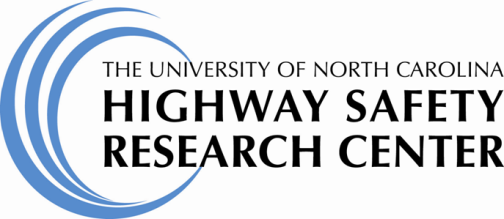 THE UNIVERSITY OF NORTH CAROLINA
HIGHWAY SAFETY
RESEARCH CENTER